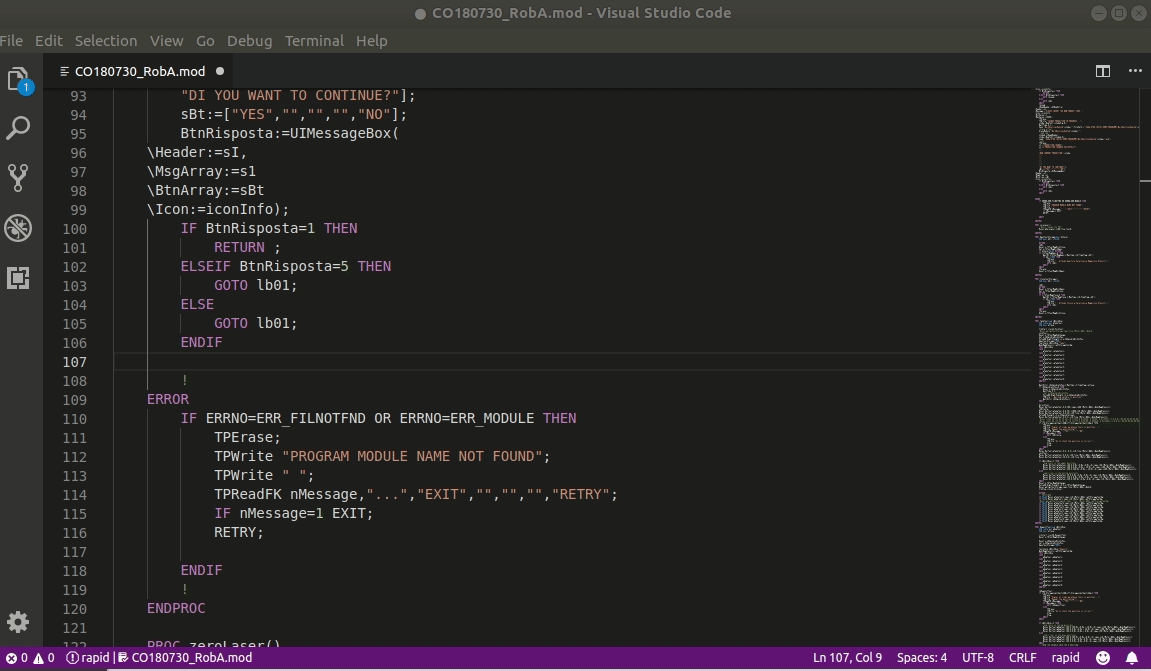 CO180730_RobA.mod - Visual Studio Code
File Edit Selection View Go Debug Terminal Help
1
CO180730_RobA.mod
93 "DI YOU WANT TO CONTINUE?"];
94 sBt:=["YES","","","","NO"];
95 BtnRisposta:=UIMessageBox(
96 \Header:=sI,
97 \MsgArray:=s1
98 \BtnArray:=sBt
99 \Icon:=iconInfo);
100 IF BtnRisposta=1 THEN
101 RETURN ;
102 ELSEIF BtnRisposta=5 THEN
103 GOTO lb01;
104 ELSE
105 GOTO lb01;
106 ENDIF
107
108 !
109 ERROR
110 IF ERRNO=ERR_FILNOTFND OR ERRNO=ERR_MODULE THEN
111 TPErase;
112 TPWrite "PROGRAM MODULE NAME NOT FOUND";
113 TPWrite " ";
114 TPReadFK nMessage,"...","EXIT","","","","RETRY";
115 IF nMessage=1 EXIT;
116 RETRY;
117
118 ENDIF
119 !
120 ENDPROC
121
122 PROC zeroLaser()
0 0 rapid | CO180730_RobA.mod Ln 107, Col 9 Spaces: 4 UTF-8 CRLF rapid